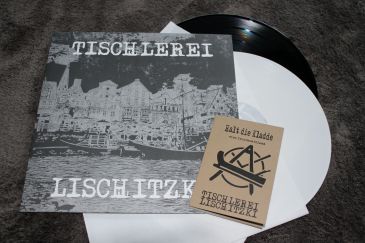 TISCHLEREI
LISCHITZKI
Halt die Kladde
TISCHLEREI
LISCHITZKI